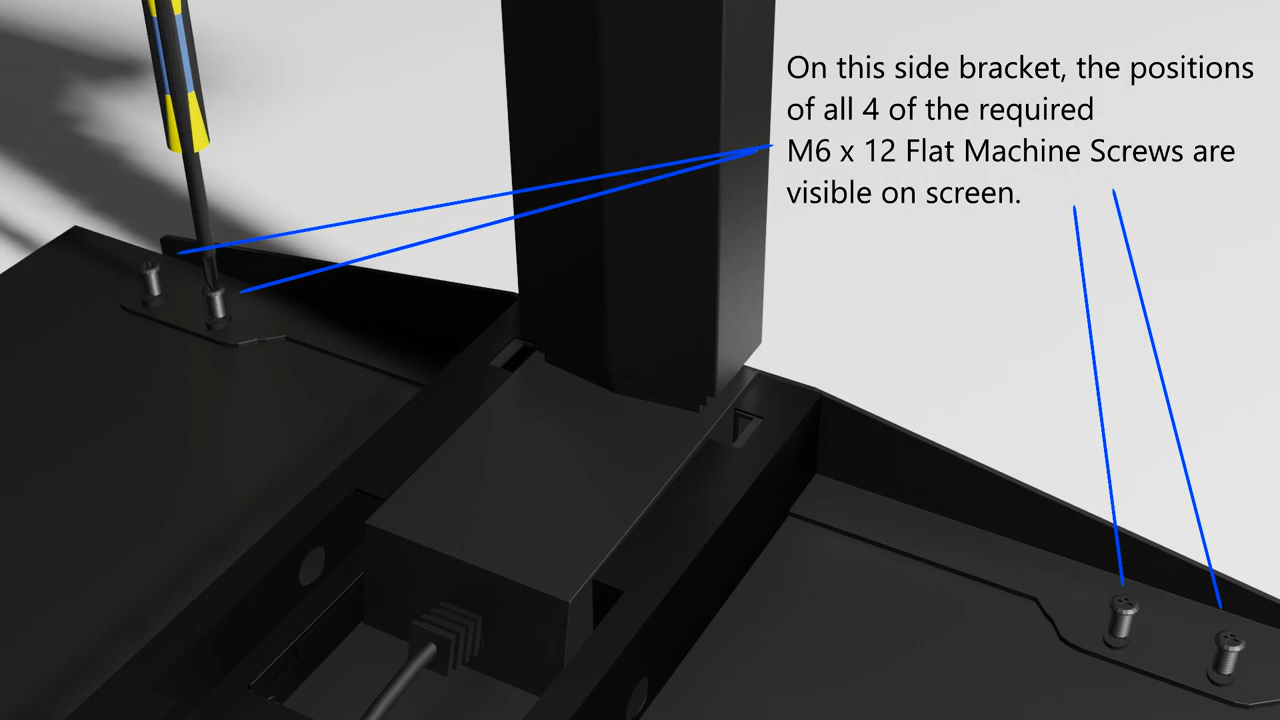 On this side bracket, the positions
of all 4 of the required
M6 x 12 Flat Machine Screws are
visible on screen.